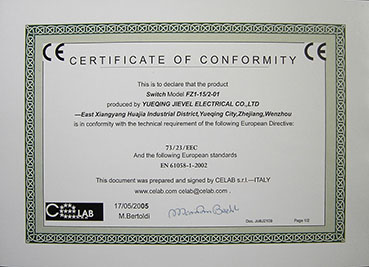 CE CERTIFICATE OF CONFORMITY CE
This is to declare that the product
Switch Model FZ1-15/2-01
produced by YUEQING JIEVEL ELECTRICAL CO.,LTD
—East Xiangyang Huajia Industrial District,Yueqing City,Zhejiang,Wenzhou
is in conformity with the technical requirement of the following European Directive:
73/23/EEC
And the following European standards
EN 61058-1-2002
This document was prepared and signed by CELAB s.r.l.—ITALY
www.celab.com celab@celab.com .
CELAB
17/05/2005
M.Bertoldi
Page 1/2